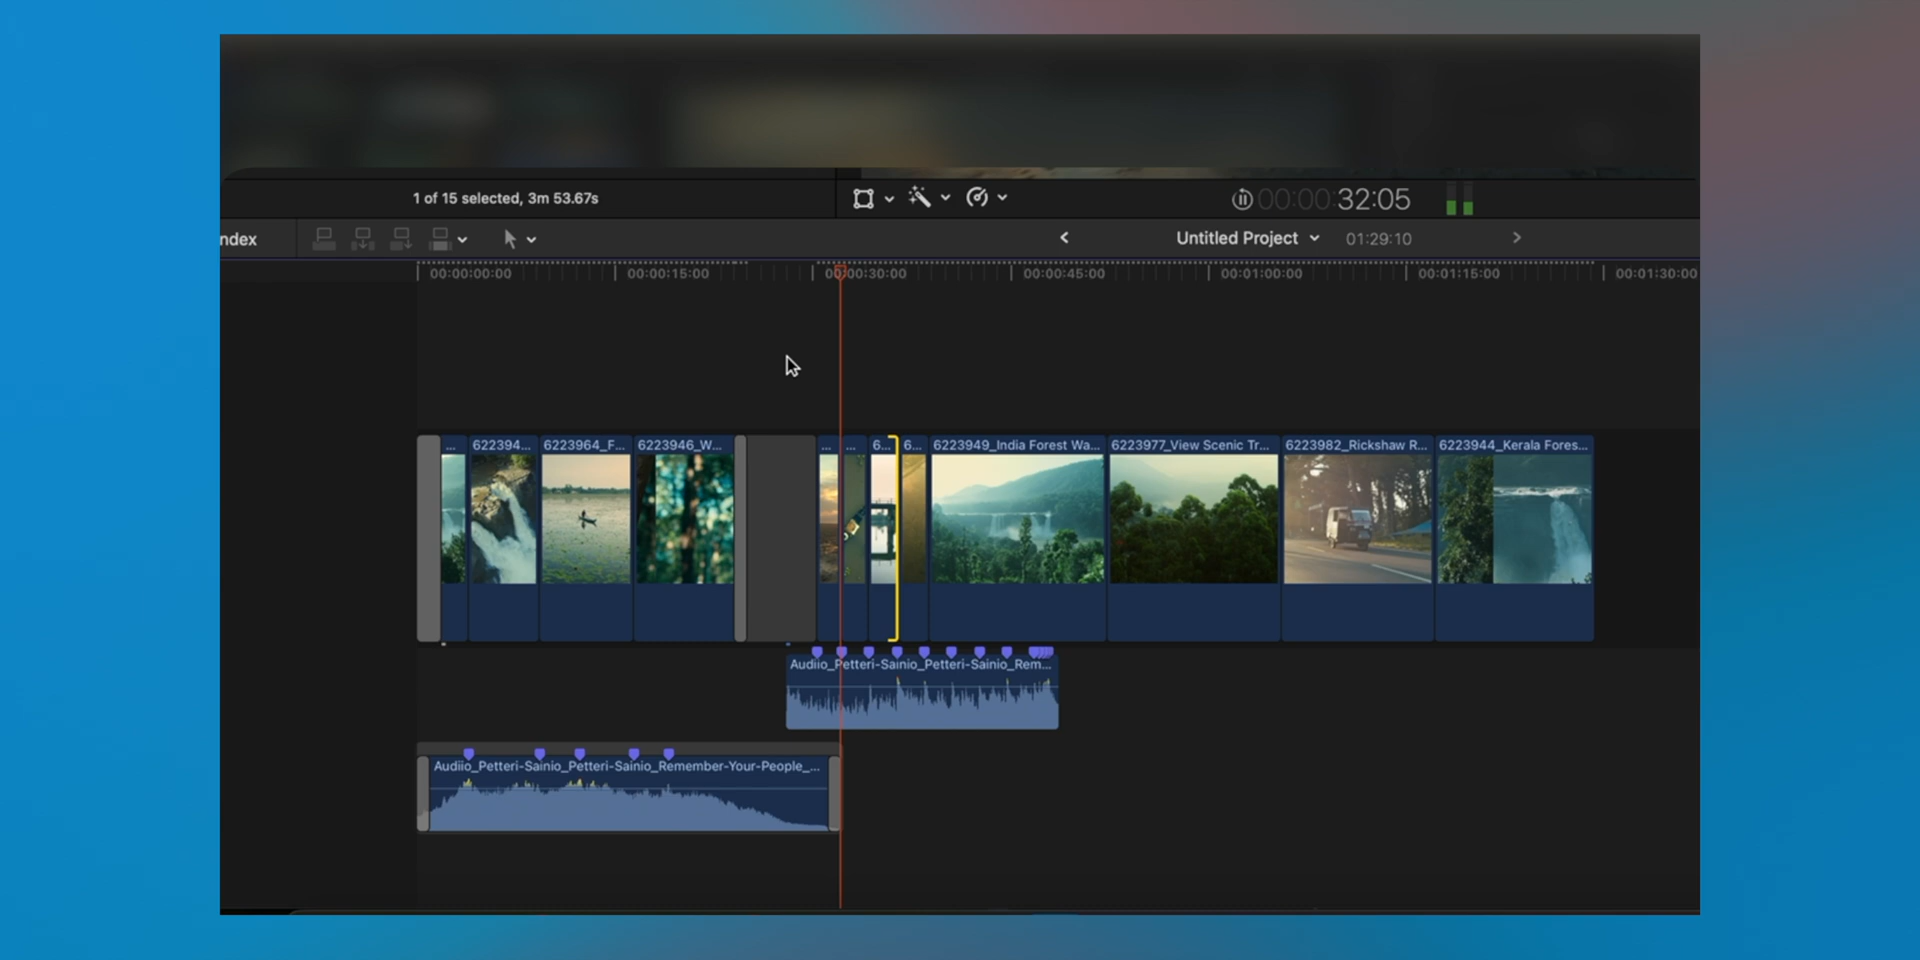 1 of 15 selected, 3m 53.67s
00:00:00:32:05
ndex
Untitled Project
01:29:10
00:00:00:00
00:00:15:00
00:00:30:00
00:00:45:00
00:01:00:00
00:01:15:00
00:01:30:00
...
622394...
6223964_F...
6223946_W...
...
...
6...
6...
6223949_India Forest Wa...
6223977_View Scenic Tr...
6223982_Rickshaw R...
6223944_Kerala Fores...
Audiio_Petteri-Sainio_Petteri-Sainio_Rem...
Audiio_Petteri-Sainio_Petteri-Sainio_Remember-Your-People_...